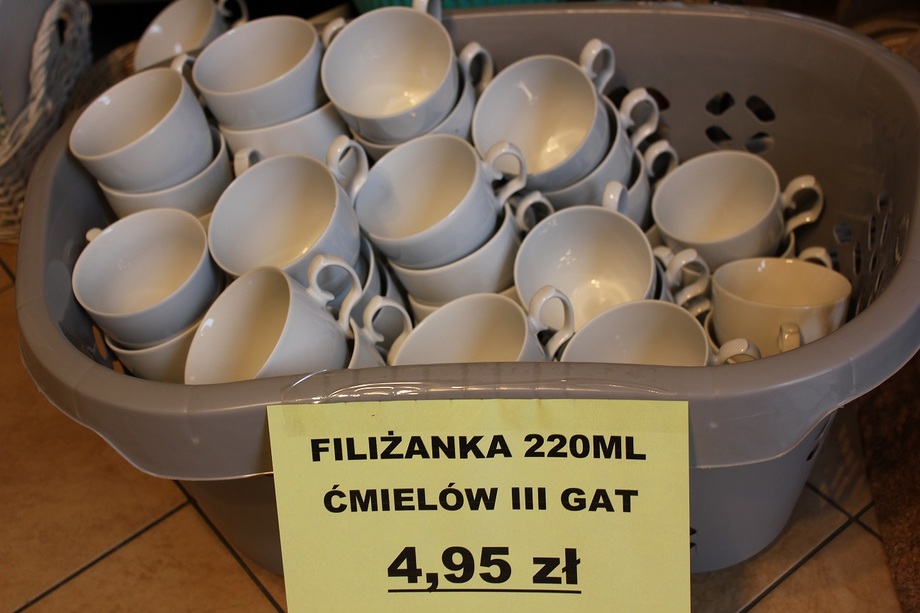 FILIŻANKA 220ML
ĆMIELÓW III GAT
4,95 zł